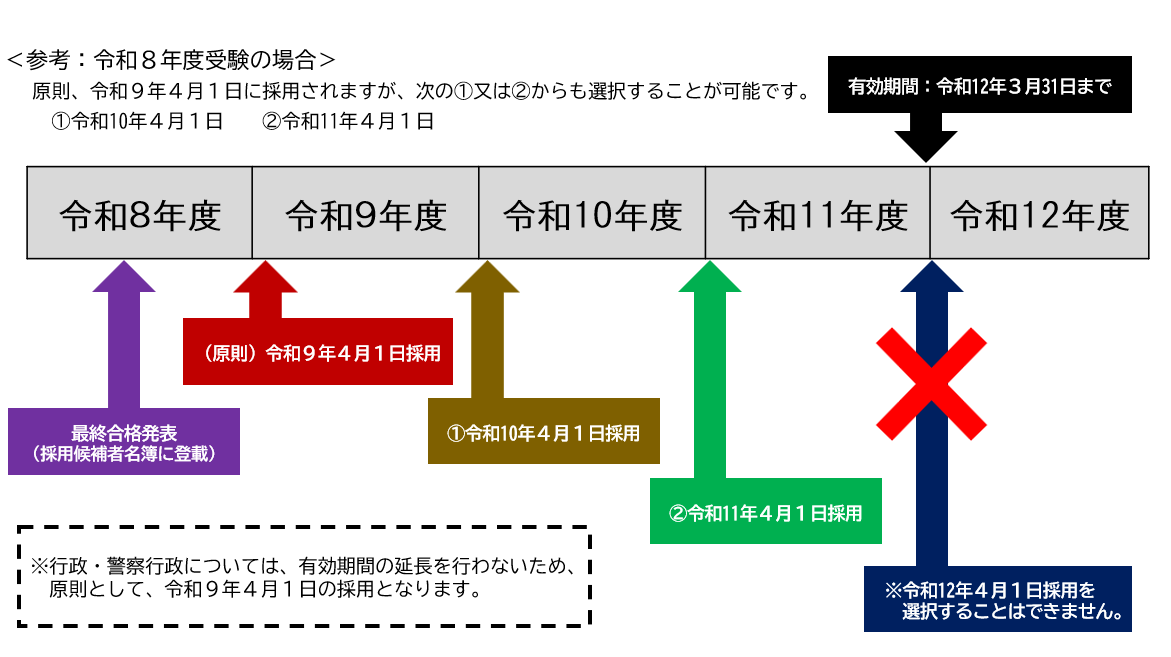 ＜参考：令和８年度受験の場合＞
原則、令和９年４月１日に採用されますが、次の①又は②からも選択することが可能です。
①令和10年４月１日　　②令和11年４月１日
有効期間：令和12年３月31日まで
令和8年度
令和9年度
令和10年度
令和11年度
令和12年度
（原則）令和９年４月１日採用
最終合格発表
（採用候補者名簿に登載）
①令和10年４月１日採用
②令和11年４月１日採用
※令和12年４月１日採用を
選択することはできません。
※行政・警察行政については、有効期間の延長を行わないため、
原則として、令和９年４月１日の採用となります。